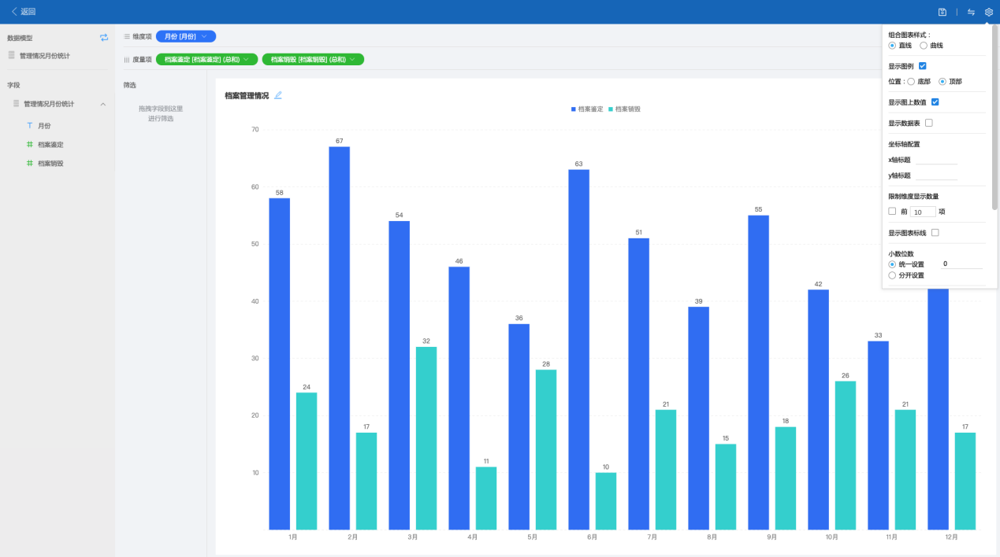 返回
数据模型
管理情况月份统计
字段
管理情况月份统计
月份
档案鉴定
档案销毁
维度项 月份 [月份]
度量项 档案鉴定 [档案鉴定] (总和) 档案销毁 [档案销毁] (总和)
筛选
拖拽字段到这里
进行筛选
档案管理情况
档案鉴定 档案销毁
70
60
50
40
30
20
10
58
24
67
17
54
32
46
11
36
28
63
10
51
21
39
15
55
18
42
26
33
21
17
1月 2月 3月 4月 5月 6月 7月 8月 9月 10月 11月 12月
组合图表样式：
直线 曲线
显示图例
位置： 底部 顶部
显示图上数值
显示数据表
坐标轴配置
x轴标题
y轴标题
限制维度显示数量
前 10 项
显示图表标线
小数位数
统一设置 0
分开设置